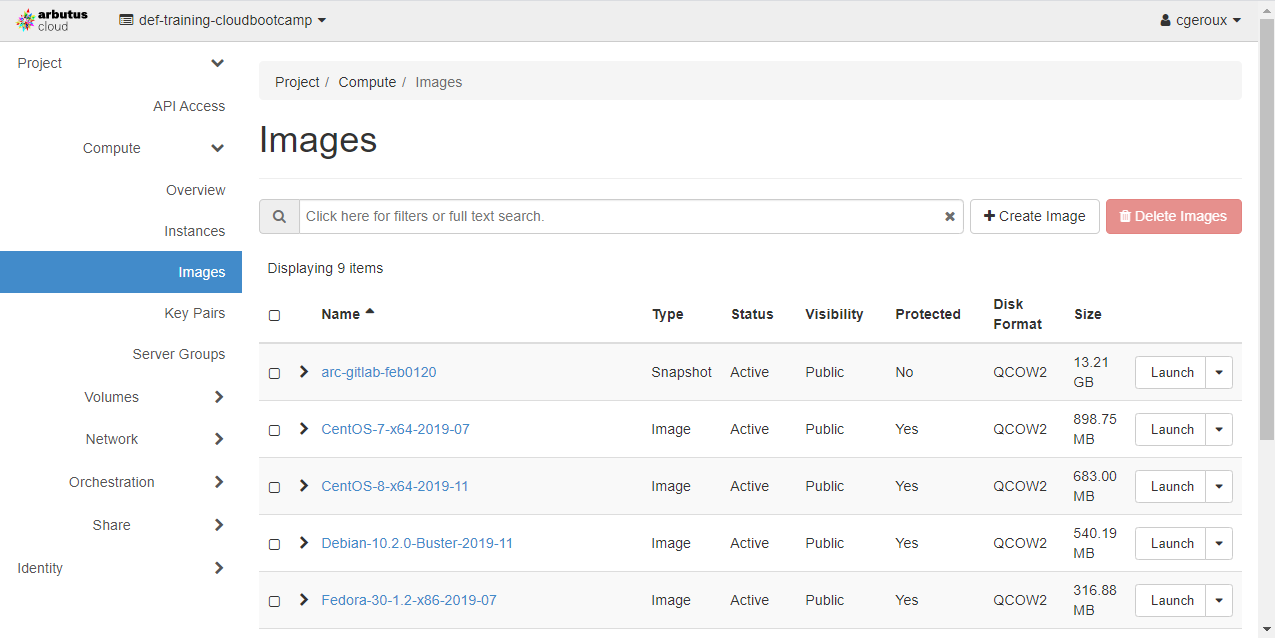 arbutus
cloud
def-training-cloudbootcamp
cgeroux
Project
API Access
Compute
Overview
Instances
Images
Key Pairs
Server Groups
Volumes
Network
Orchestration
Share
Identity
Project / Compute / Images
Images
Click here for filters or full text search.
Create Image
Delete Images
Displaying 9 items
Name Type Status Visibility Protected Disk Format Size
arc-gitlab-feb0120 Snapshot Active Public No QCOW2 13.21 GB Launch
CentOS-7-x64-2019-07 Image Active Public Yes QCOW2 898.75 MB Launch
CentOS-8-x64-2019-11 Image Active Public Yes QCOW2 683.00 MB Launch
Debian-10.2.0-Buster-2019-11 Image Active Public Yes QCOW2 540.19 MB Launch
Fedora-30-1.2-x86-2019-07 Image Active Public Yes QCOW2 316.88 MB Launch